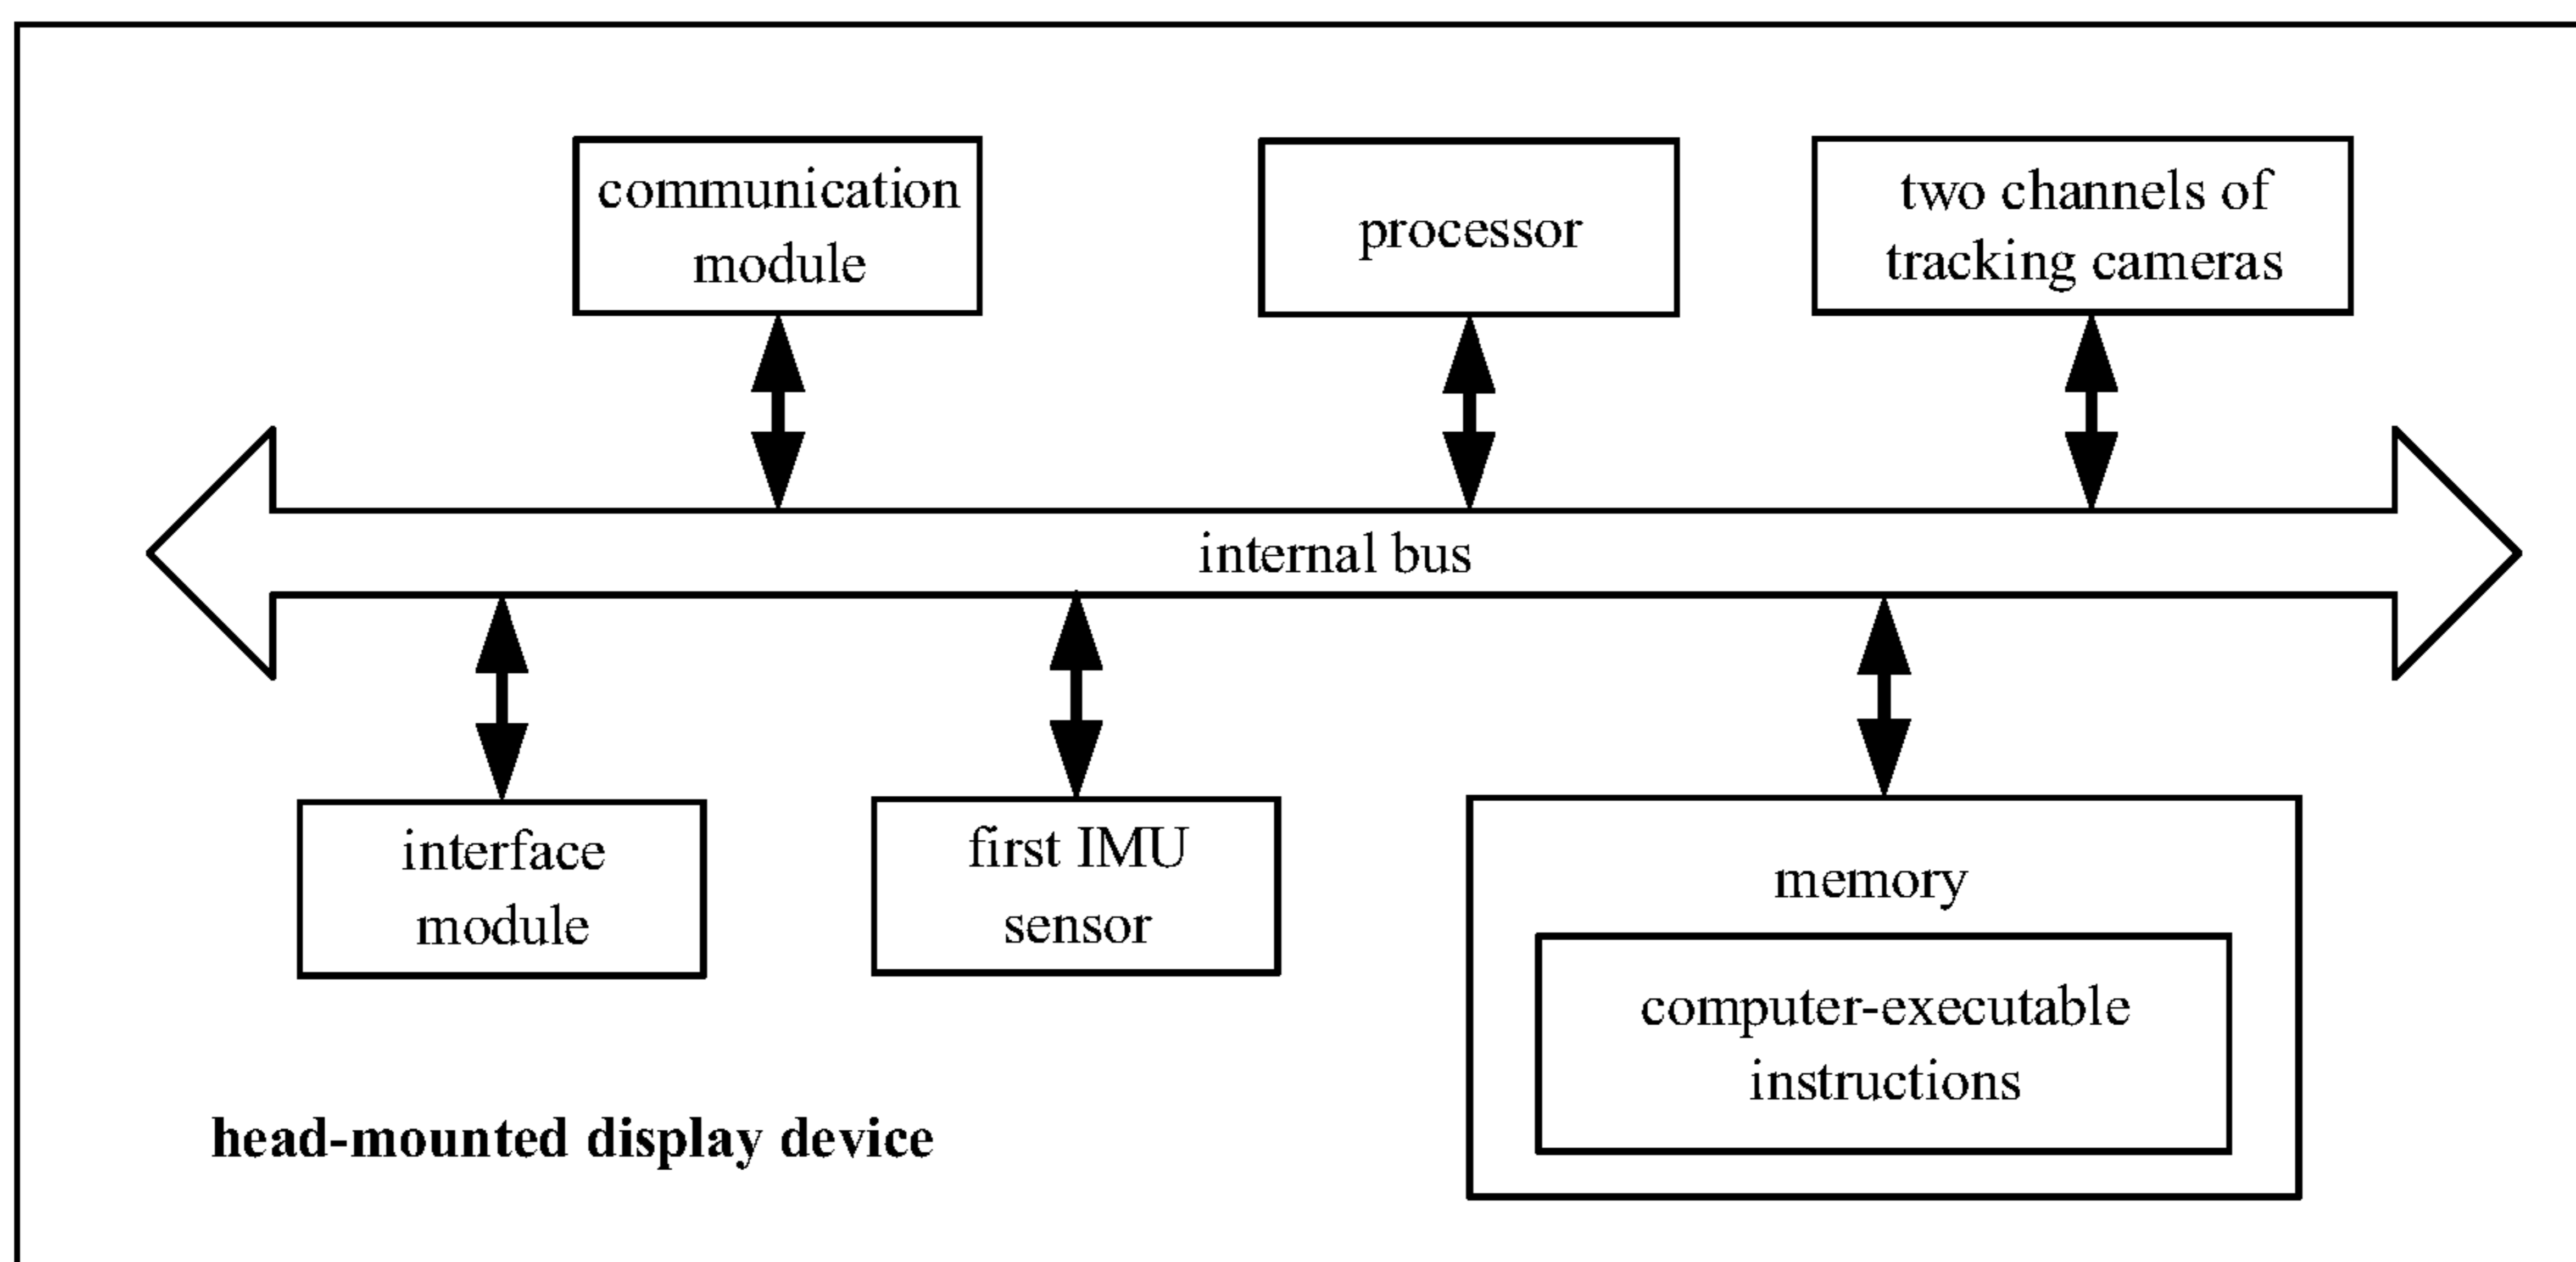 communication
module
processor
two channels of
tracking cameras
internal bus
interface
module
first IMU
sensor
memory
computer-executable
instructions
head-mounted display device